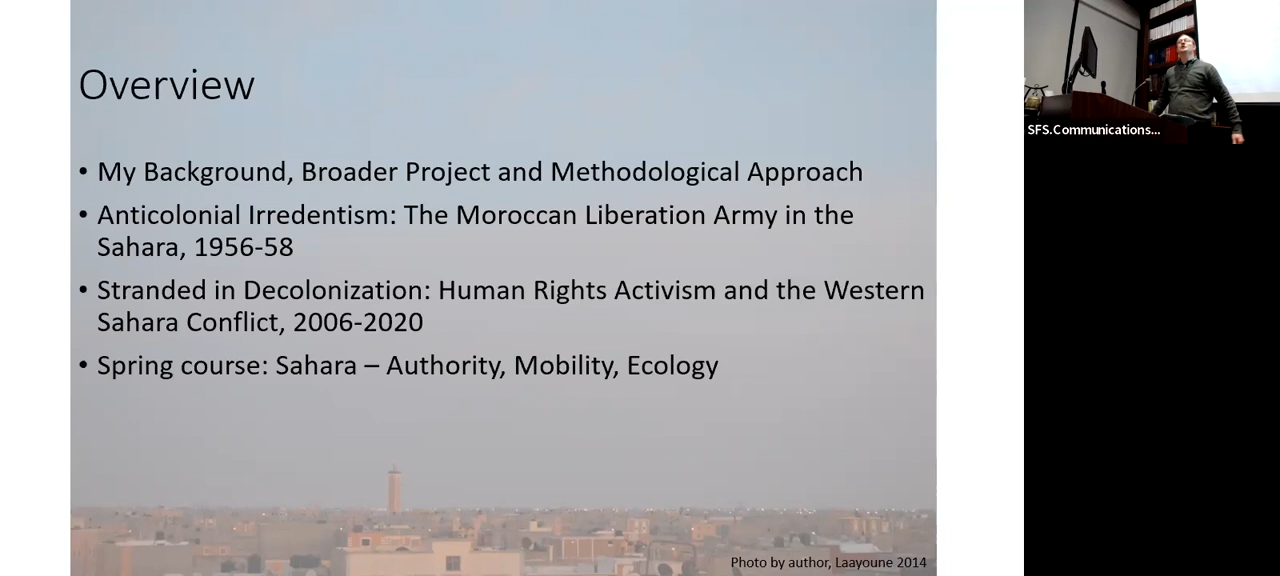 Overview
• My Background, Broader Project and Methodological Approach
• Anticolonial Irredentism: The Moroccan Liberation Army in the
Sahara, 1956-58
• Stranded in Decolonization: Human Rights Activism and the Western
Sahara Conflict, 2006-2020
• Spring course: Sahara – Authority, Mobility, Ecology
Photo by author, Laayoune 2014
SFS.Communications...